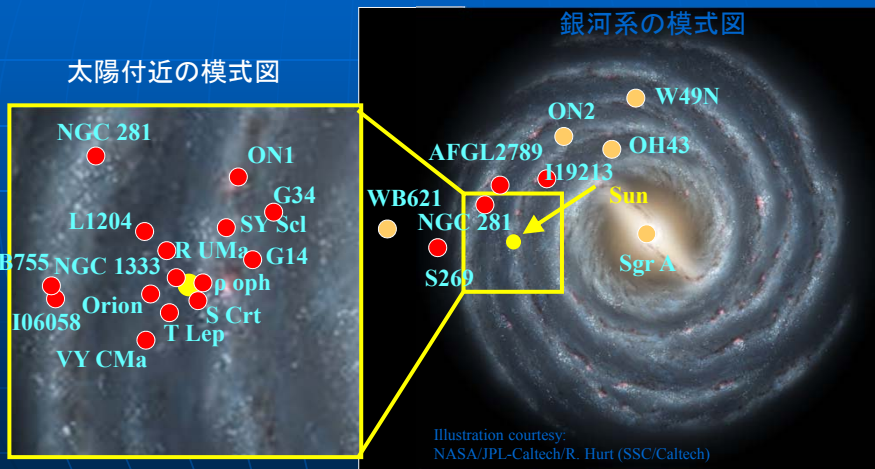 銀河系の模式図
太陽付近の模式図
NGC 281
ON1
G34
L1204
SY Scl
R UMa
G14
B755
NGC 1333
ρ oph
Orion
I06058
S Crt
T Lep
VY CMa
W49N
ON2
OH43
AFGL2789
I19213
WB621
Sun
NGC 281
Sgr A
S269
Illustration courtesy:
NASA/JPL-Caltech/R. Hurt (SSC/Caltech)